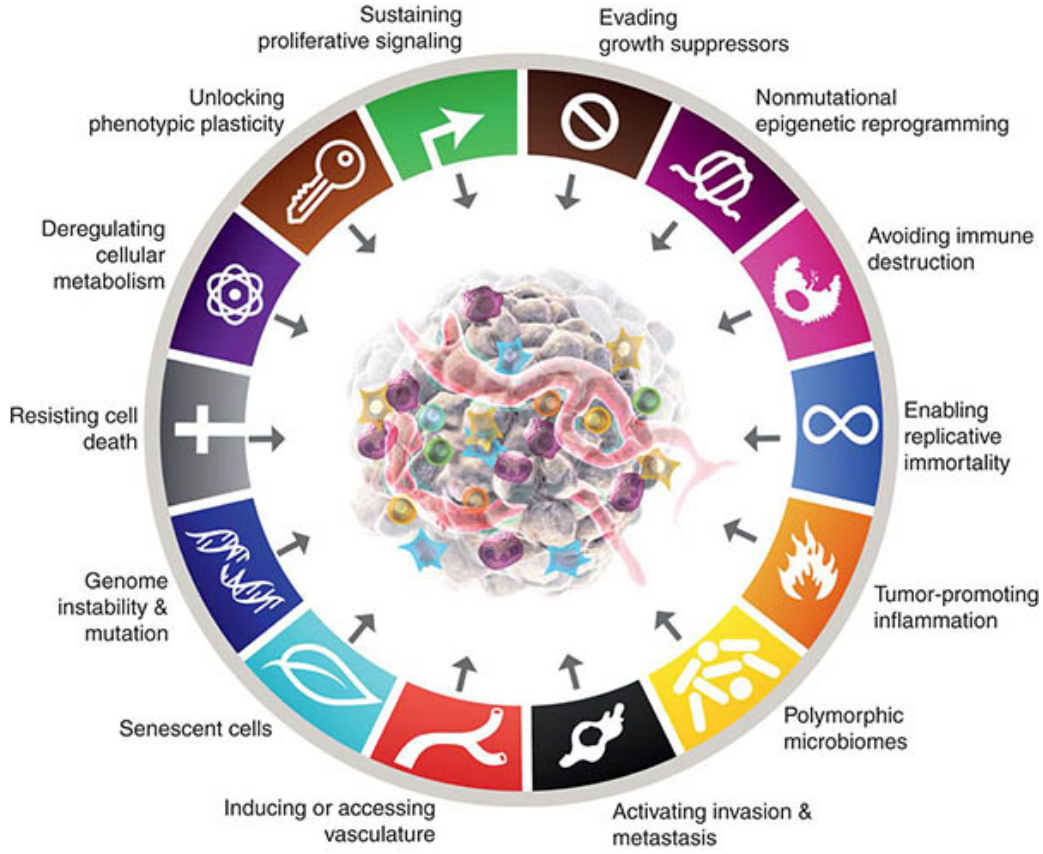 Sustaining
proliferative signaling
Evading
growth suppressors
Nonmutational
epigenetic reprogramming
Avoiding immune
destruction
Enabling
replicative
immortality
Tumor-promoting
inflammation
Polymorphic
microbiomes
Activating invasion &
metastasis
Inducing or accessing
vasculature
Senescent cells
Genome
instability &
mutation
Resisting cell
death
Deregulating
cellular
metabolism
Unlocking
phenotypic plasticity